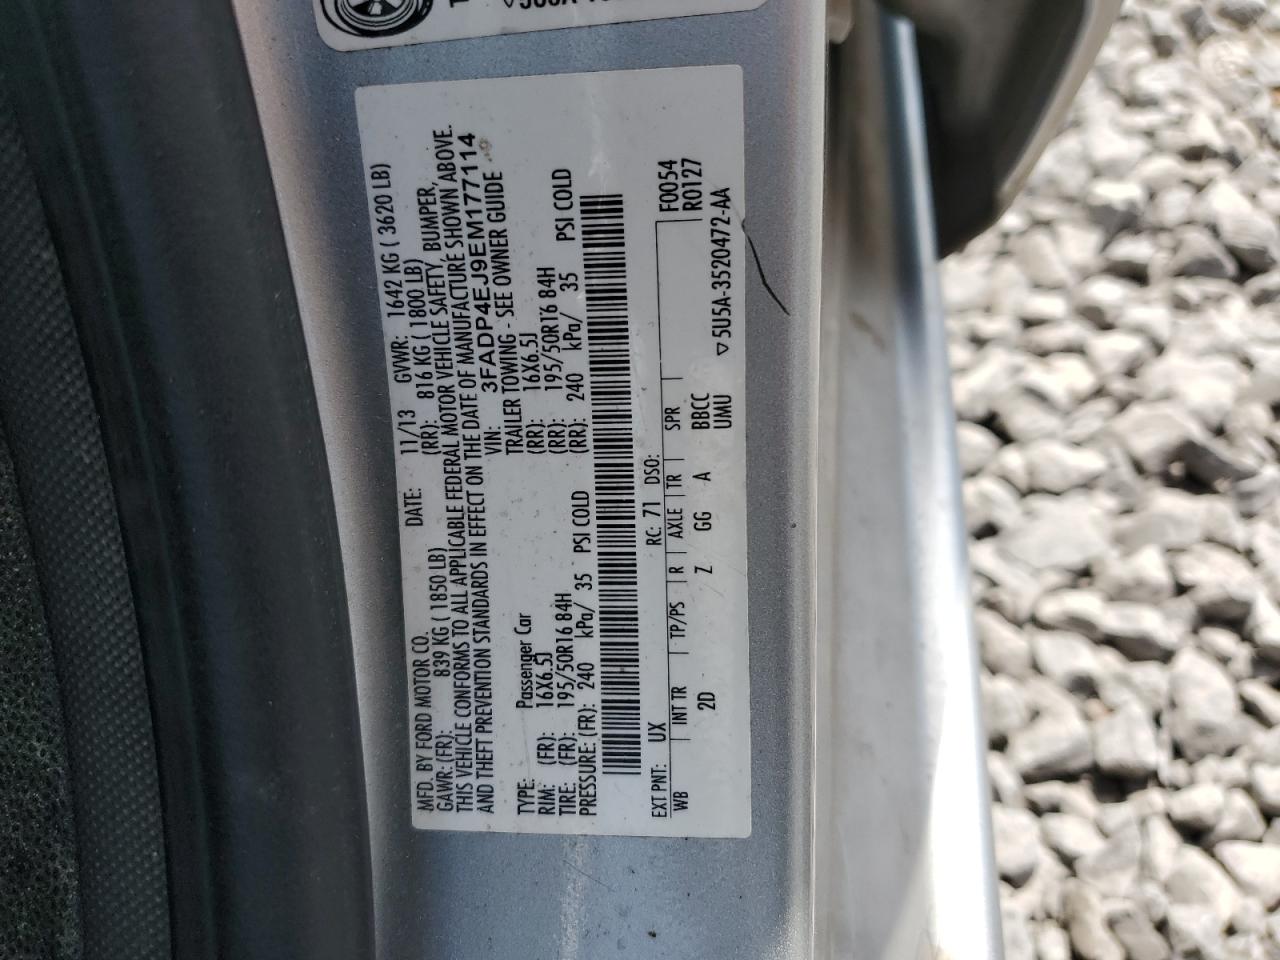 MFD. BY FORD MOTOR CO. DATE: 11/13 GVWR: 1642 KG ( 3620 LB)
GAWR: (FR): 839 KG ( 1850 LB) (RR): 816 KG ( 1800 LB)
THIS VEHICLE CONFORMS TO ALL APPLICABLE FEDERAL MOTOR VEHICLE SAFETY, BUMPER,
AND THEFT PREVENTION STANDARDS IN EFFECT ON THE DATE OF MANUFACTURE SHOWN ABOVE.
VIN: 3FADP4EJ9EM177114
TYPE: Passenger Car TRAILER TOWING - SEE OWNER GUIDE
RIM: (FR): 16X6.5J (RR): 16X6.5J
TIRE: (FR): 195/50R16 84H (RR): 195/50R16 84H
PRESSURE: (FR): 240 kPa/ 35 PSI COLD (RR): 240 kPa/ 35 PSI COLD
EXT PNT: UX RC: 71 DSO: F0054
WB INT TR TP/PS R AXLE TR SPR R0127
2D Z GG A BBCC
UMU ▽5U5A-3520472-AA